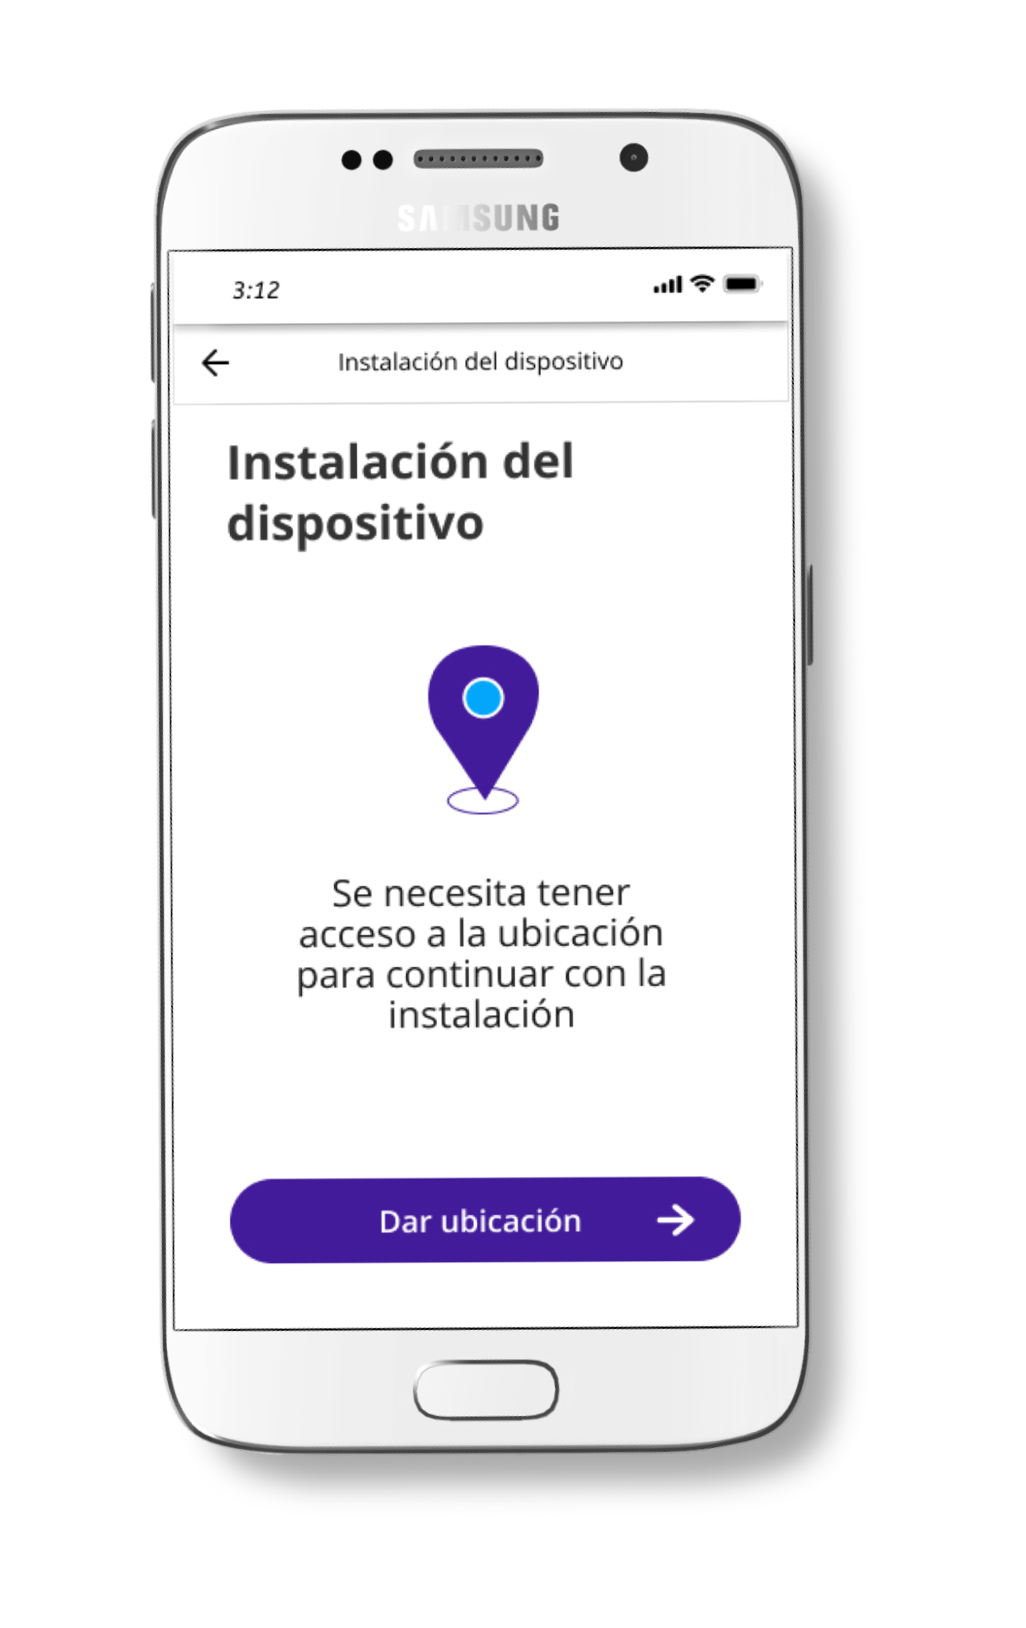 SAMSUNG
3:12
Instalación del dispositivo
Instalación del
dispositivo
Se necesita tener
acceso a la ubicación
para continuar con la
instalación
Dar ubicación